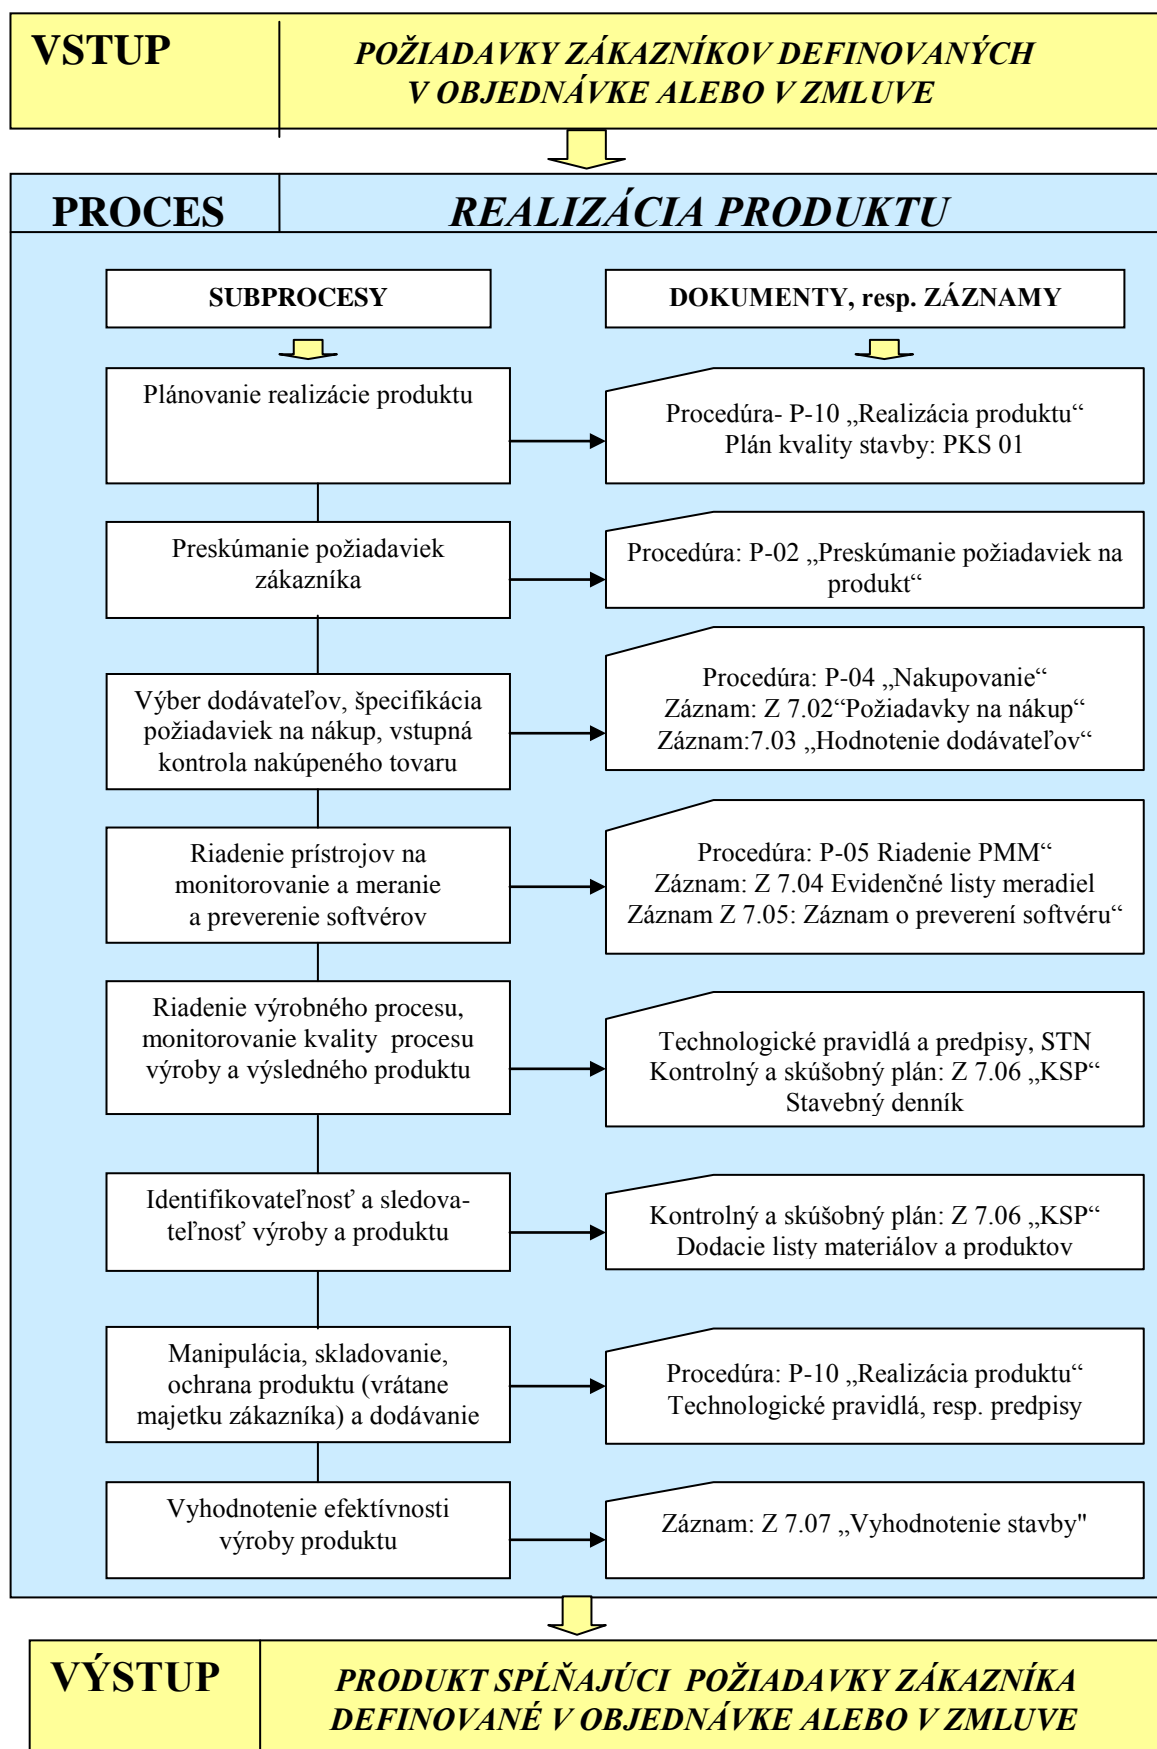 VSTUP
POŽIADAVKY ZÁKAZNÍKOV DEFINOVANÝCH
V OBJEDNÁVKE ALEBO V ZMLUVE
PROCES
REALIZÁCIA PRODUKTU
SUBPROCESY
DOKUMENTY, resp. ZÁZNAMY
Plánovanie realizácie produktu
Procedúra- P-10 „Realizácia produktu“
Plán kvality stavby: PKS 01
Preskúmanie požiadaviek
zákazníka
Procedúra: P-02 „Preskúmanie požiadaviek na
produkt“
Výber dodávateľov, špecifikácia
požiadaviek na nákup, vstupná
kontrola nakúpeného tovaru
Procedúra: P-04 „Nakupovanie“
Záznam: Z 7.02“Požiadavky na nákup“
Záznam:7.03 „Hodnotenie dodávateľov“
Riadenie prístrojov na
monitorovanie a meranie
a preverenie softvérov
Procedúra: P-05 Riadenie PMM“
Záznam: Z 7.04 Evidenčné listy meradiel
Záznam Z 7.05: Záznam o preverení softvéru“
Riadenie výrobného procesu,
monitorovanie kvality  procesu
výroby a výsledného produktu
Technologické pravidlá a predpisy, STN
Kontrolný a skúšobný plán: Z 7.06 „KSP“
Stavebný denník
Identifikovateľnosť a sledova-
teľnosť výroby a produktu
Kontrolný a skúšobný plán: Z 7.06 „KSP“
Dodacie listy materiálov a produktov
Manipulácia, skladovanie,
ochrana produktu (vrátane
majetku zákazníka) a dodávanie
Procedúra: P-10 „Realizácia produktu“
Technologické pravidlá, resp. predpisy
Vyhodnotenie efektívnosti
výroby produktu
Záznam: Z 7.07 „Vyhodnotenie stavby"
VÝSTUP
PRODUKT SPĹŇAJÚCI  POŽIADAVKY ZÁKAZNÍKA
DEFINOVANÉ V OBJEDNÁVKE ALEBO V ZMLUVE